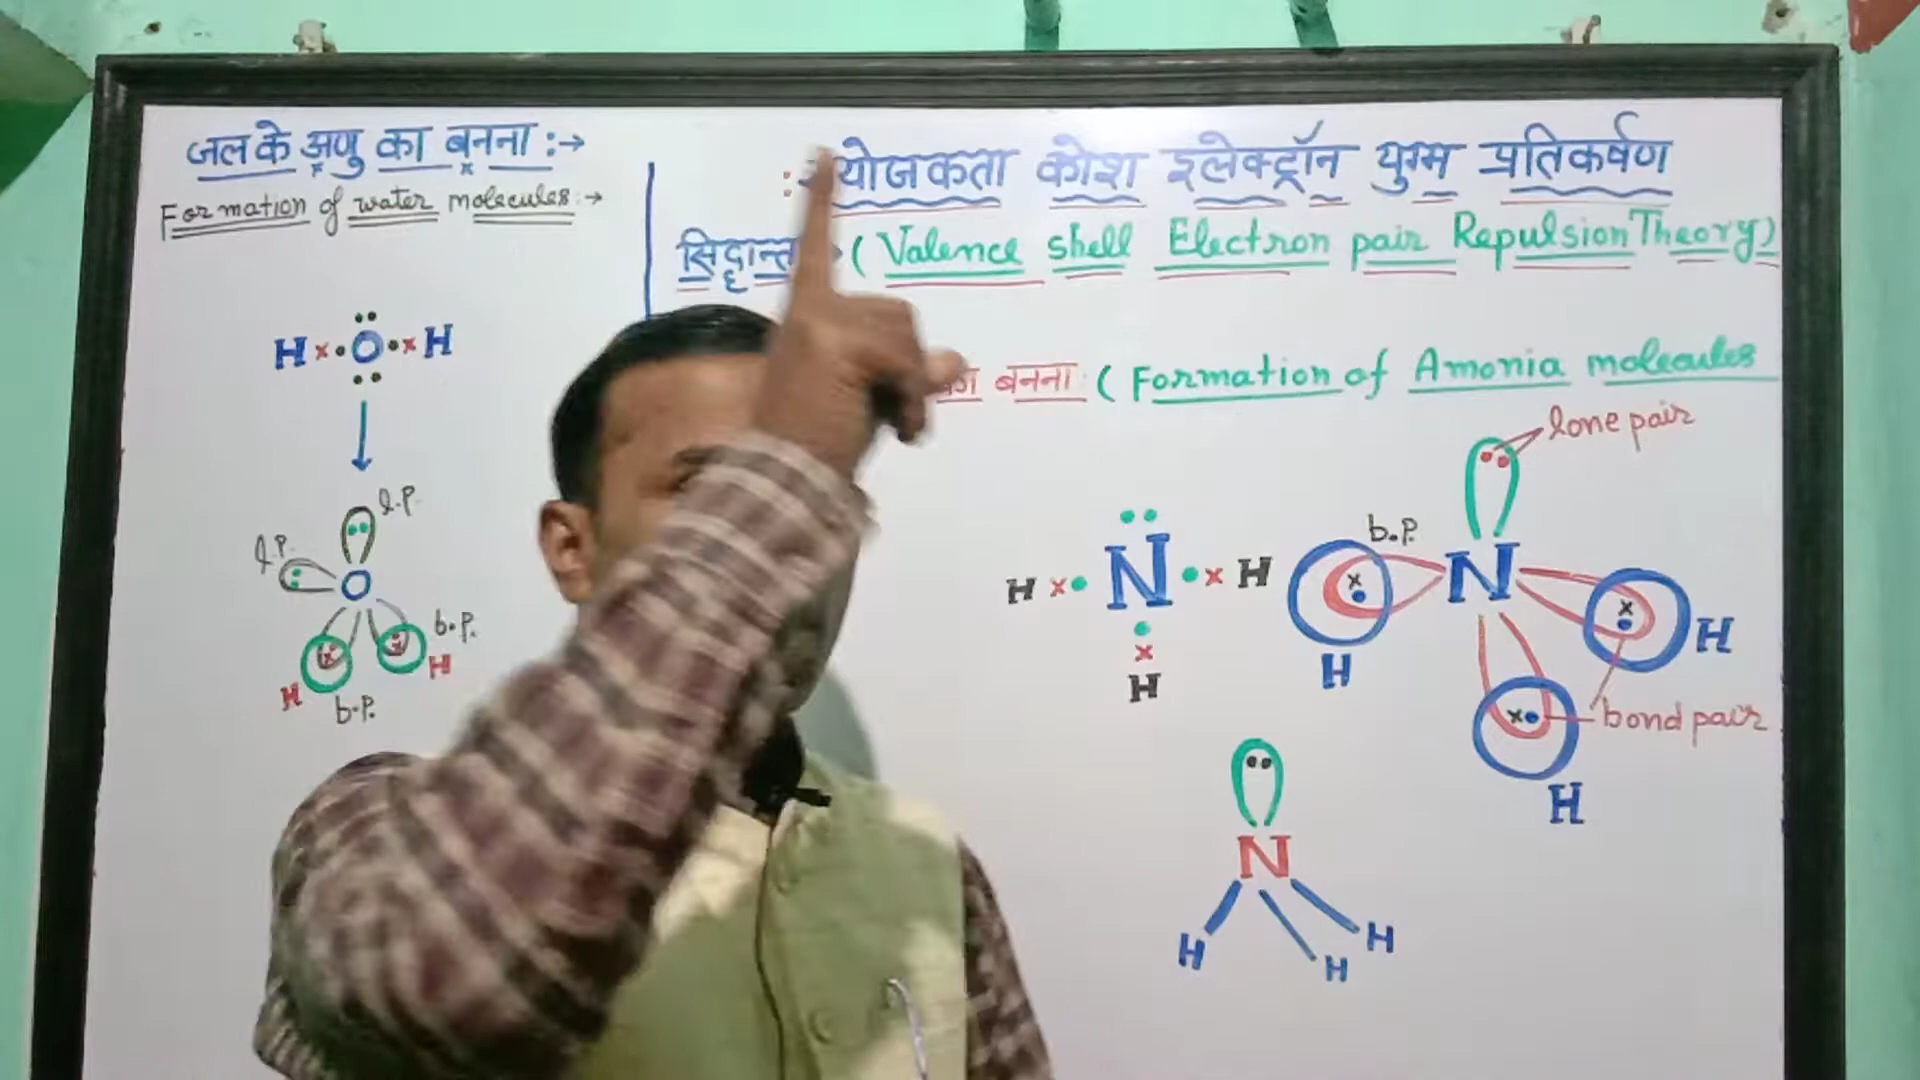 जल के अणु का बनना :→
Formation of water molecules :→
H x • O • x H
l.P.
l.P.
O
b.P.
H
H
b.P.
योजकता कोश इलेक्ट्रॉन युग्म प्रतिकर्षण
सिद्धान्त (Valence shell Electron pair Repulsion Theory)
का बनना (Formation of Amonia molecules
lone pair
b.P.
H x • N • x H
x
H
N
x •
H
x •
H
x •
bond pair
H
N
H
H
H